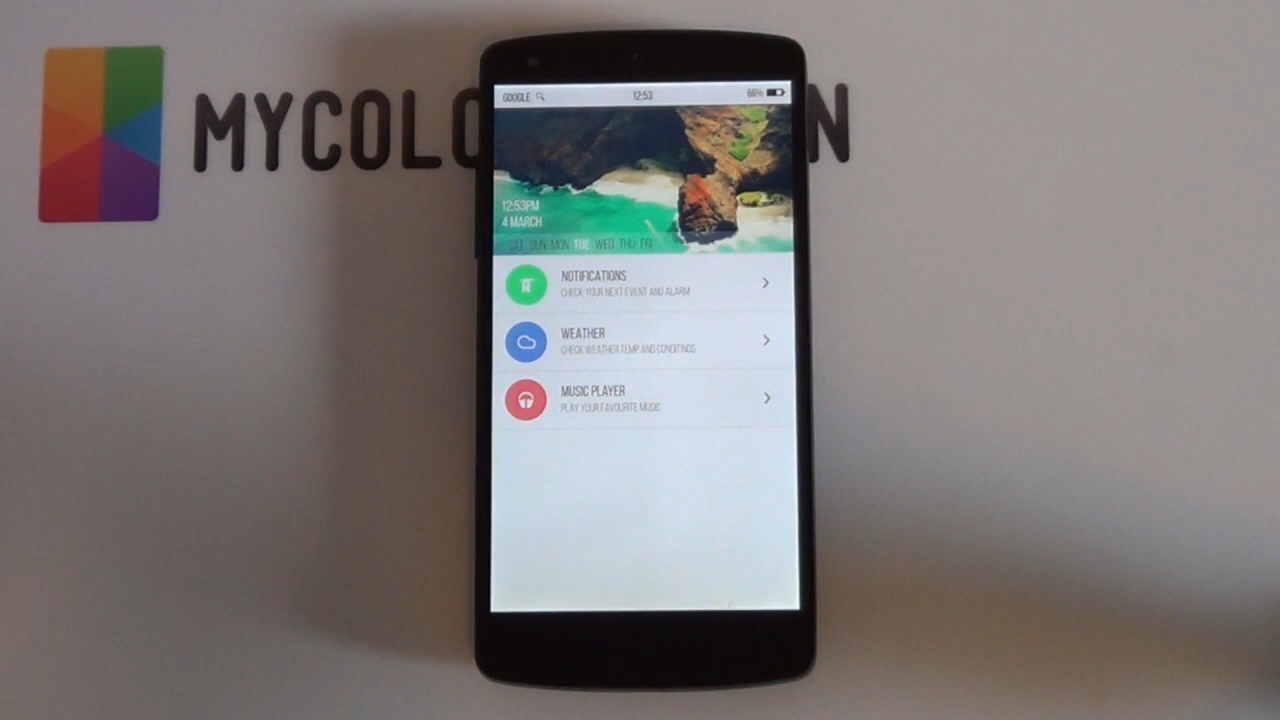 MYCOLO N
GOOGLE 12:53 66%
12:53PM
4 MARCH
SAT SUN MON TUE WED THU FRI
NOTIFICATIONS
CHECK YOUR NEXT EVENT AND ALARM
WEATHER
CHECK WEATHER,TEMP AND CONDITINOS
MUSIC PLAYER
PLAY YOUR FAVOURITE MUSIC